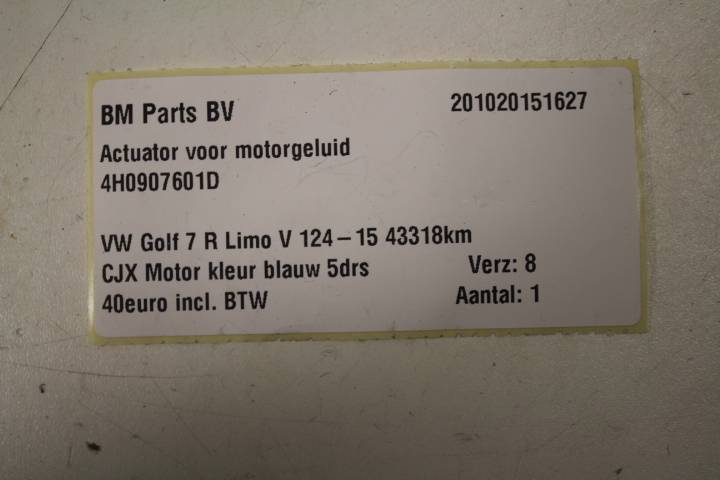 BM Parts BV 201020151627
Actuator voor motorgeluid
4H0907601D
VW Golf 7 R Limo V 124-15 43318km
CJX Motor kleur blauw 5drs Verz: 8
40euro incl. BTW Aantal: 1